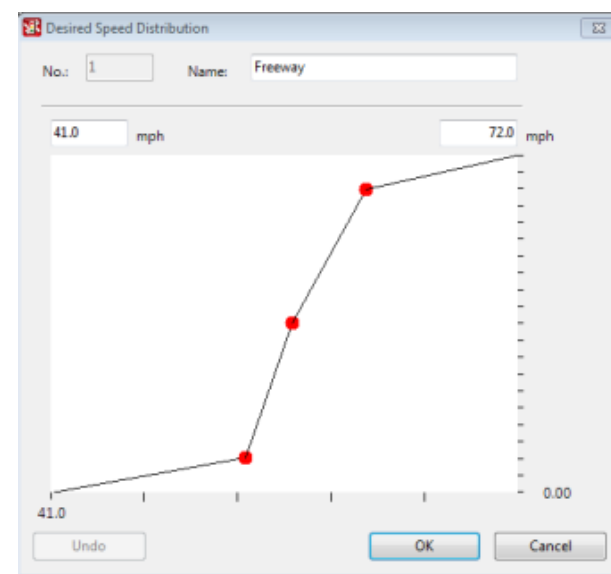 Desired Speed Distribution
No.: 1 Name: Freeway
41.0 mph 72.0 mph
0.00
41.0
Undo OK Cancel